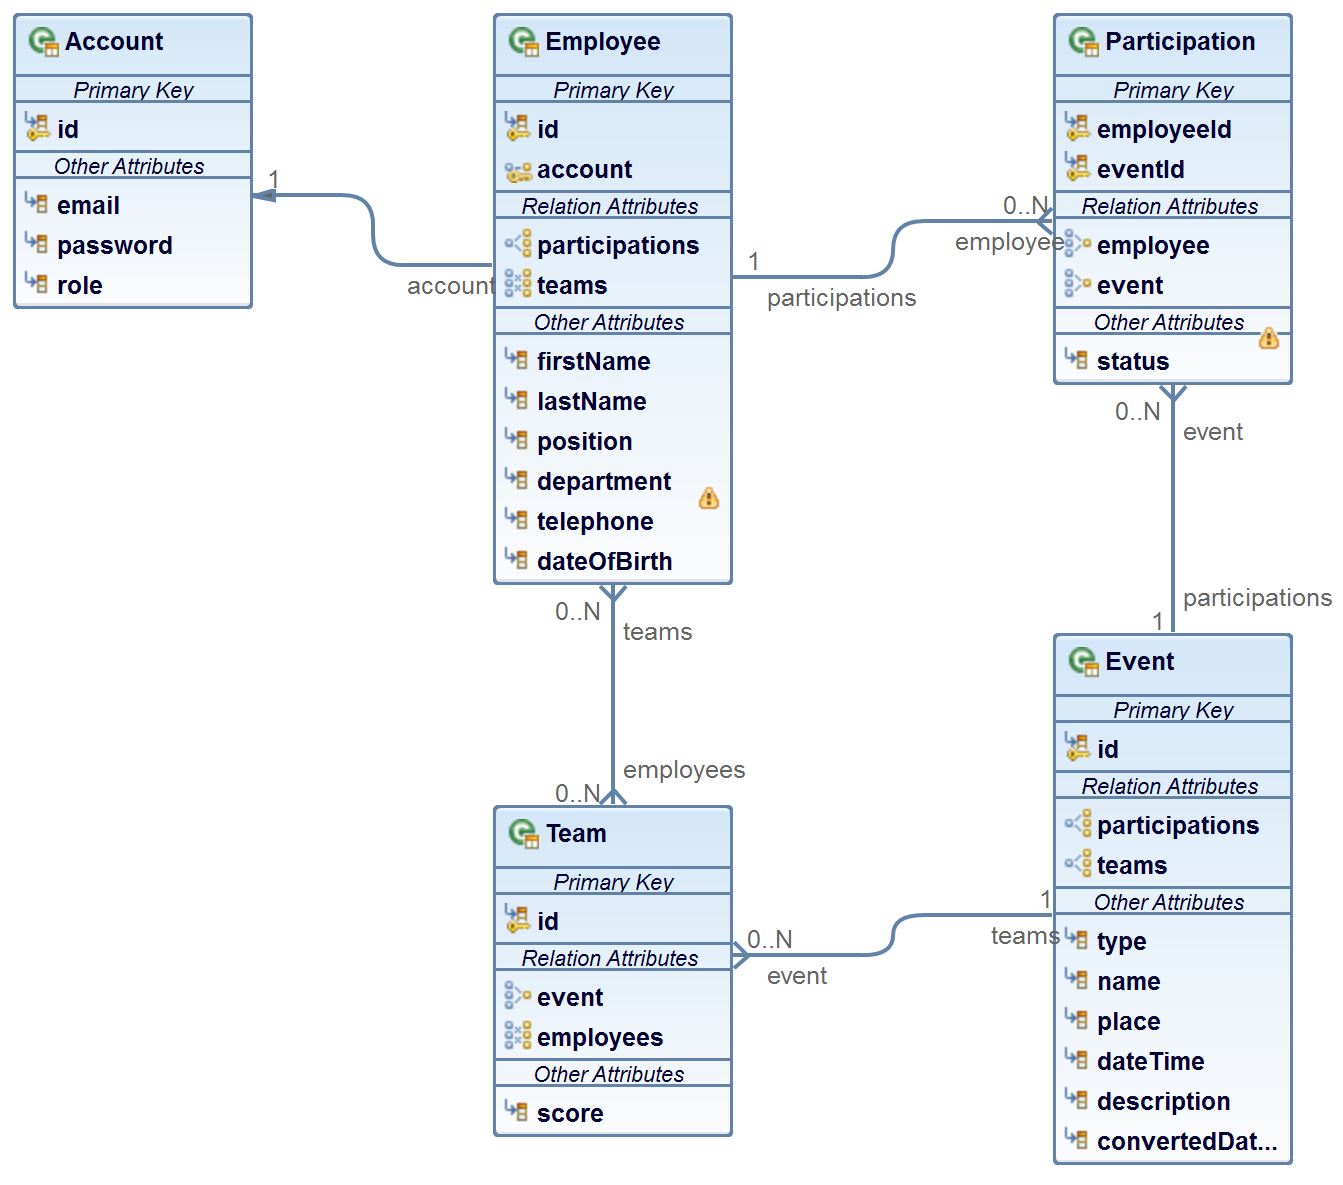 Account
Primary Key
id
Other Attributes
email
password
role
1
account
Employee
Primary Key
id
account
Relation Attributes
participations
teams
Other Attributes
firstName
lastName
position
department
telephone
dateOfBirth
1
participations
0..N
employee
Participation
Primary Key
employeeId
eventId
Relation Attributes
employee
event
Other Attributes
status
0..N
event
participations
1
0..N
teams
employees
0..N
Team
Primary Key
id
Relation Attributes
event
employees
Other Attributes
score
0..N
event
1
teams
Event
Primary Key
id
Relation Attributes
participations
teams
Other Attributes
type
name
place
dateTime
description
convertedDat...